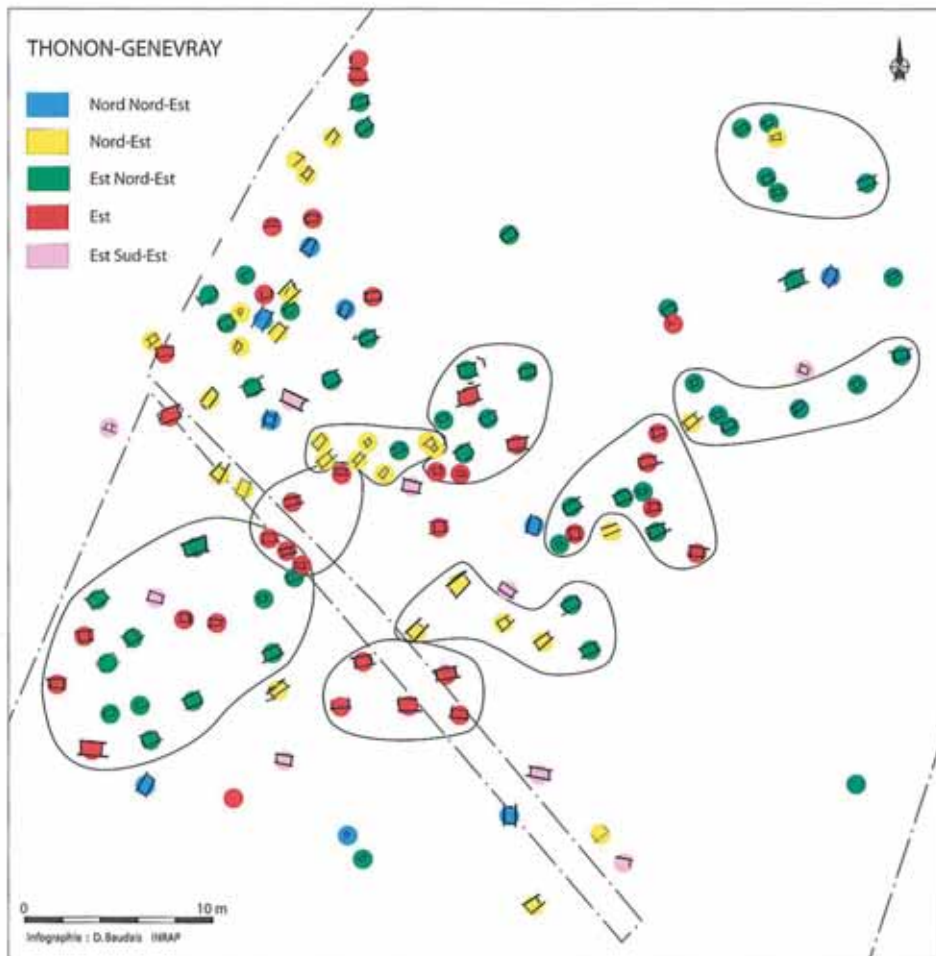 THONON-GENEVRAY
Nord Nord-Est
Nord-Est
Est Nord-Est
Est
Est Sud-Est
0 10 m
Infographie : D. Baudais INRAP